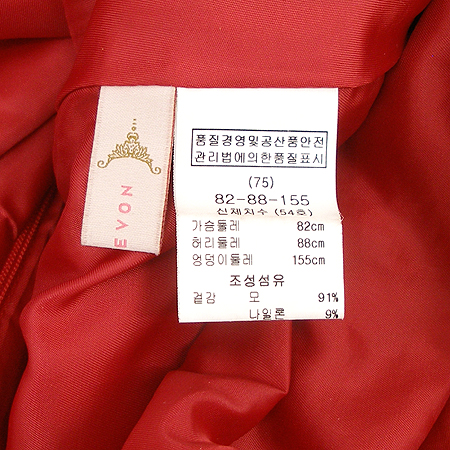 EVON
품질경영및공산품안전
관리법에의한품질표시
(75)
82-88-155
신체치수 (54호)
가슴둘레 82cm
허리둘레 88cm
엉덩이둘레 155cm
조성섬유
겉감 모 91%
나일론 9%